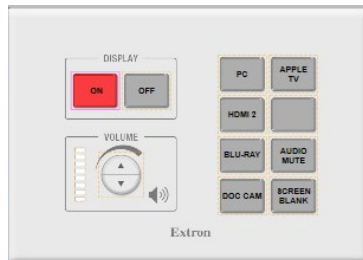 DISPLAY
ON
OFF
VOLUME
PC
APPLE
TV
HDMI 2
BLU-RAY
AUDIO
MUTE
DOC CAM
SCREEN
BLANK
Extron